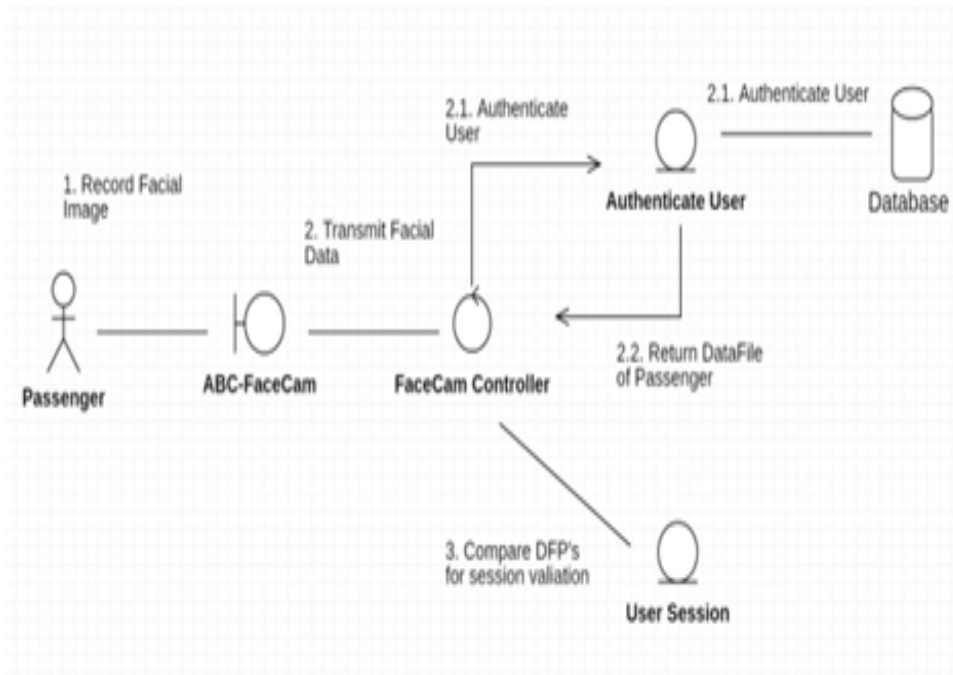 2.1. Authenticate User
2.1. Authenticate
User
Database
Authenticate User
1. Record Facial
Image
2. Transmit Facial
Data
2.2. Return DataFile
of Passenger
Passenger
ABC-FaceCam
FaceCam Controller
3. Compare DFP's
for session valiation
User Session